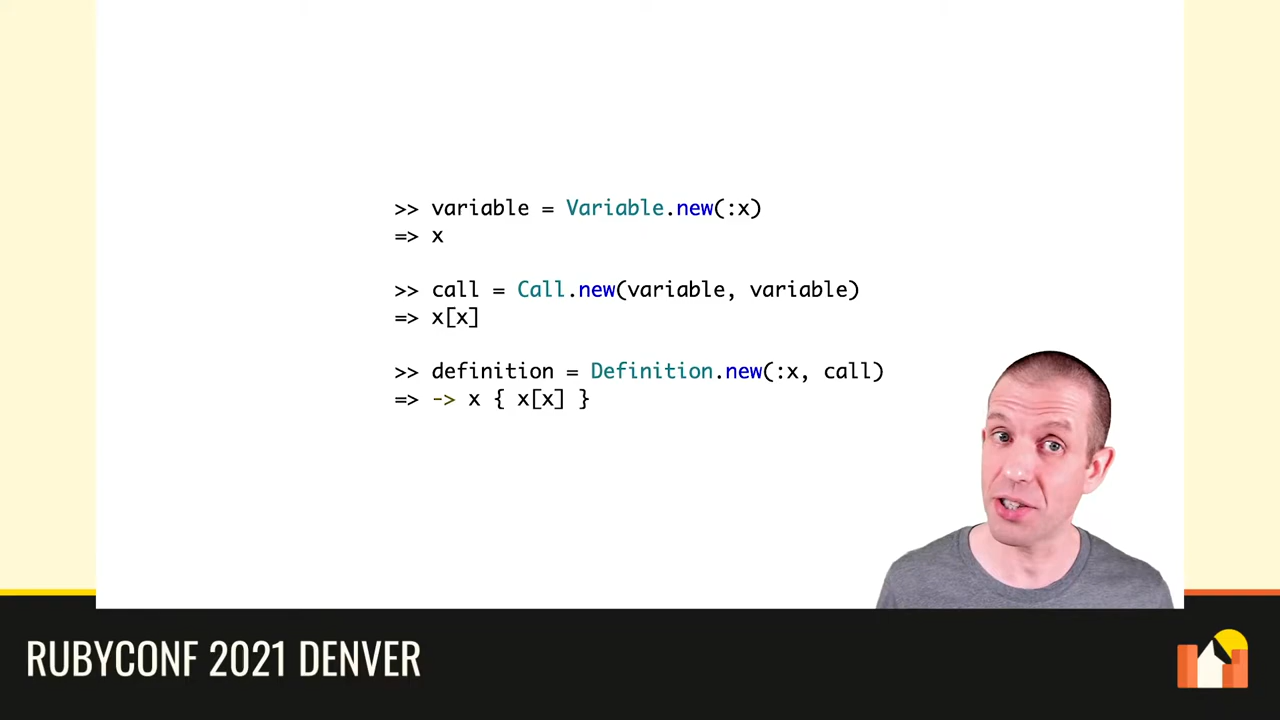 >> variable = Variable.new(:x)
=> x
>> call = Call.new(variable, variable)
=> x[x]
>> definition = Definition.new(:x, call)
=> -> x { x[x] }
RUBYCONF 2021 DENVER